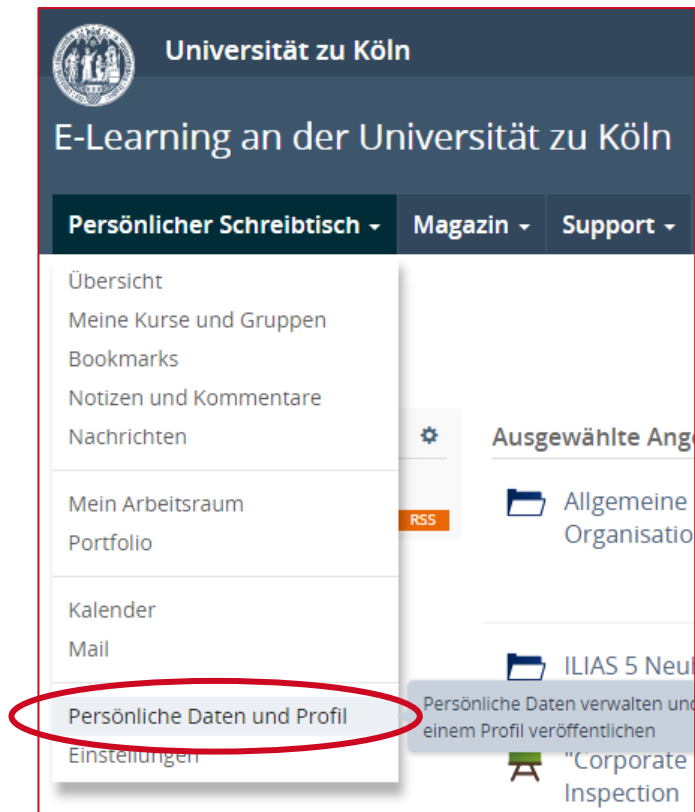 Universität zu Köln
E-Learning an der Universität zu Köln
Persönlicher Schreibtisch
Magazin
Support
Übersicht
Meine Kurse und Gruppen
Bookmarks
Notizen und Kommentare
Nachrichten
Mein Arbeitsraum
Portfolio
Kalender
Mail
Persönliche Daten und Profil
Einstellungen
RSS
Ausgewählte Ang
Allgemeine
Organisatio
ILIAS 5 Neu
Persönliche Daten verwalten und
einem Profil veröffentlichen
"Corporate
Inspection